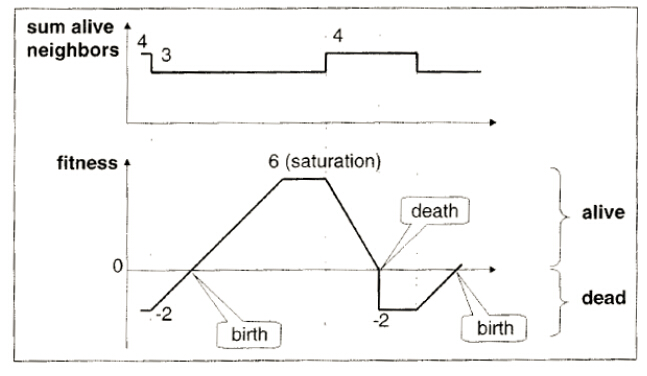 sum alive
neighbors
4
3
4
fitness
6 (saturation)
death
alive
0
-2
birth
-2
birth
dead